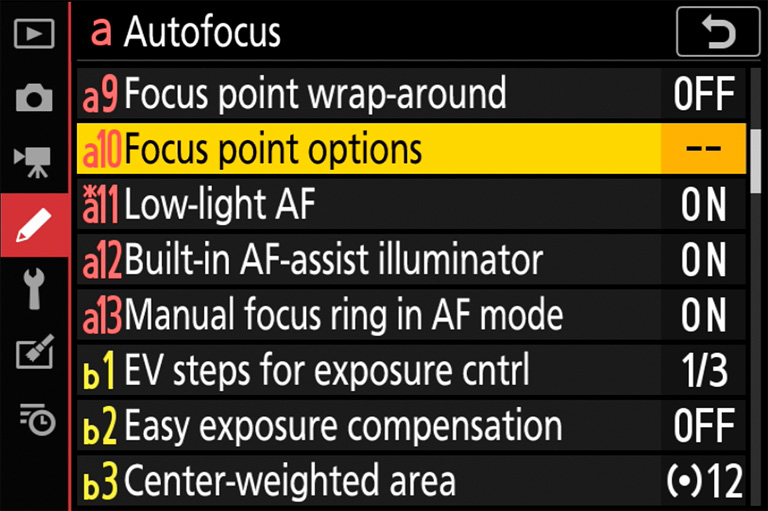 a Autofocus
a9 Focus point wrap-around OFF
a10 Focus point options --
*a11 Low-light AF ON
a12 Built-in AF-assist illuminator ON
a13 Manual focus ring in AF mode ON
b1 EV steps for exposure cntrl 1/3
b2 Easy exposure compensation OFF
b3 Center-weighted area (•)12